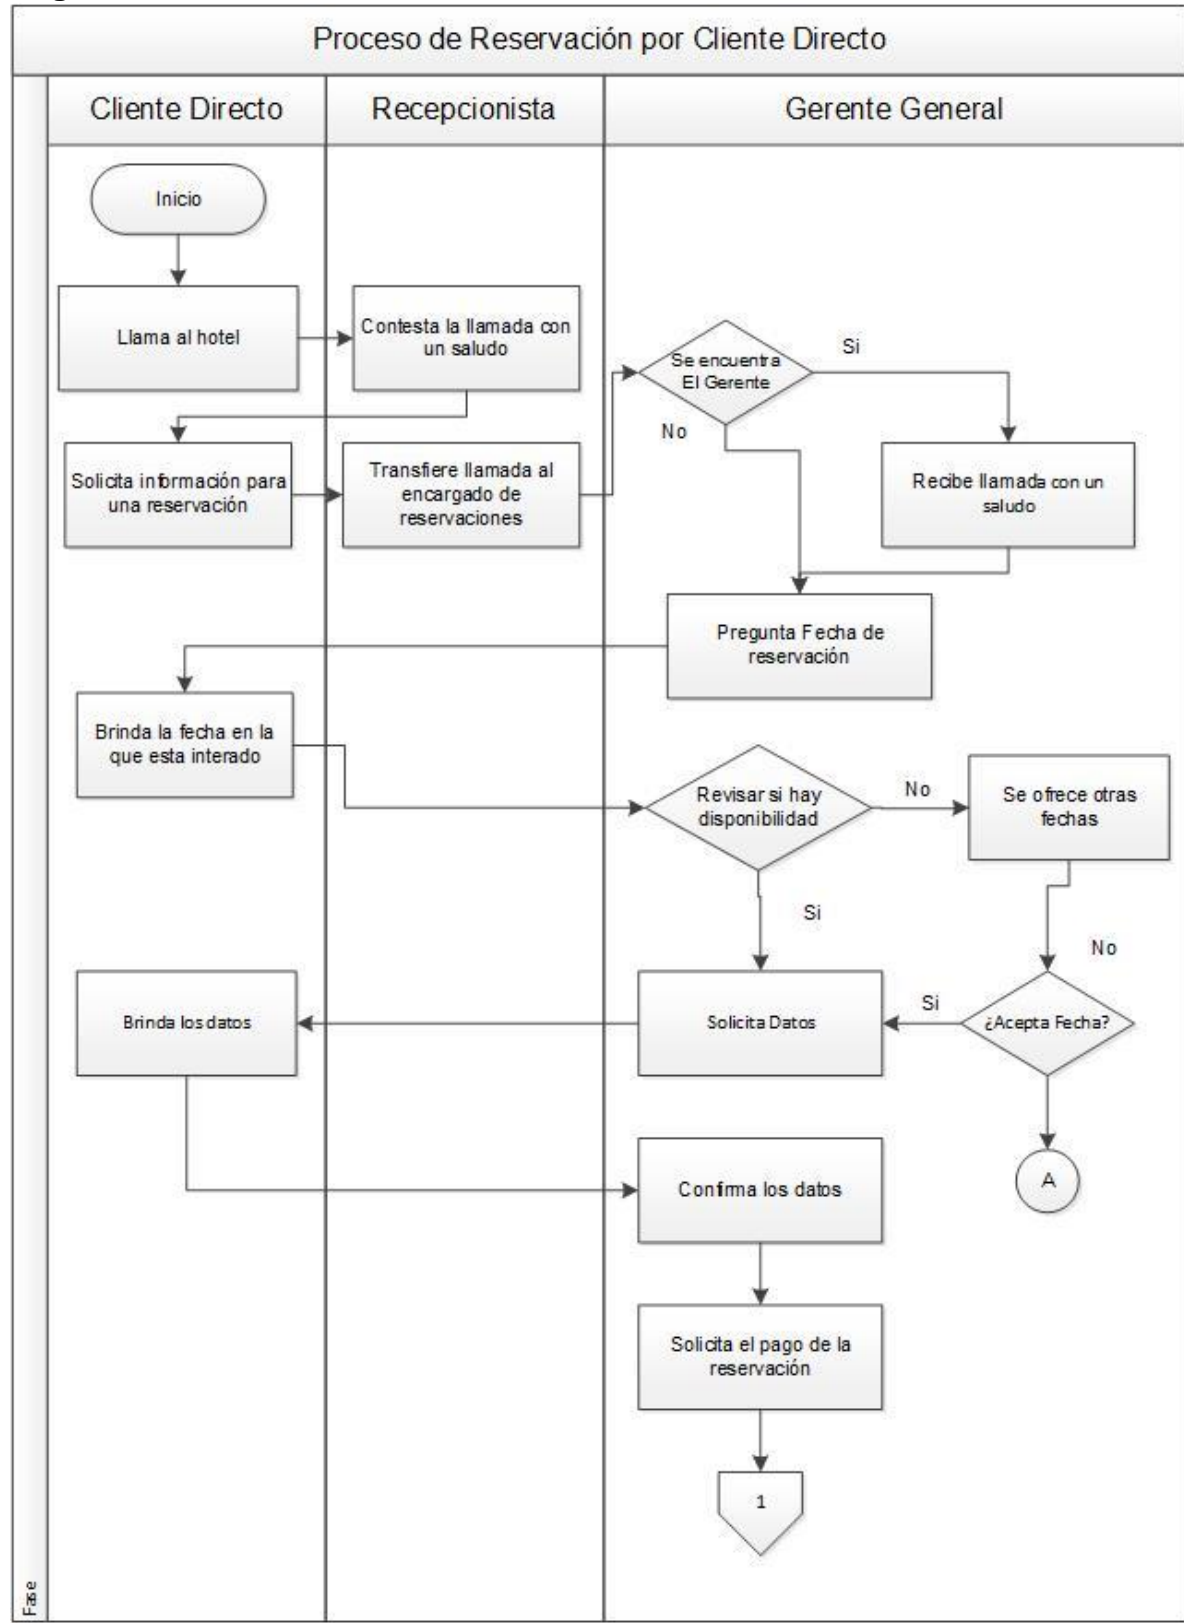 Proceso de Reservación por Cliente Directo
Cliente Directo
Recepcionista
Gerente General
Inicio
Llama al hotel
Contesta la llamada con
un saludo
Se encuentra
El Gerente
Si
No
Solicita información para
una reservación
Transfiere llamada al
encargado de
reservaciones
Recibe llamada con un
saludo
Pregunta Fecha de
reservación
Brinda la fecha en la
que esta interado
Revisar si hay
disponibilidad
No
Se ofrece otras
fechas
Si
No
Brinda los datos
Solicita Datos
Si
¿Acepta Fecha?
Confirma los datos
A
Solicita el pago de la
reservación
1
Fase